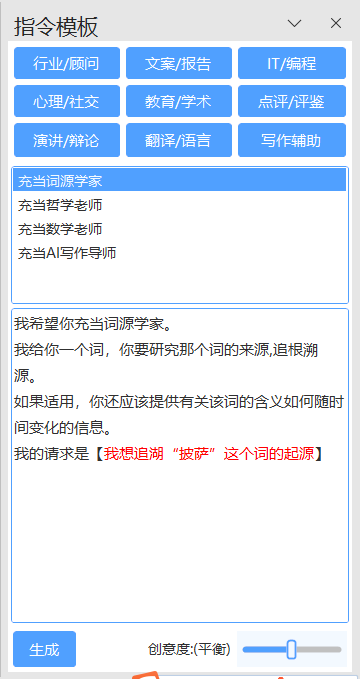 指令模板
行业/顾问 文案/报告 IT/编程
心理/社交 教育/学术 点评/评鉴
演讲/辩论 翻译/语言 写作辅助
充当词源学家
充当哲学老师
充当数学老师
充当AI写作导师
我希望你充当词源学家。
我给你一个词，你要研究那个词的来源,追根溯
源。
如果适用，你还应该提供有关该词的含义如何随时
间变化的信息。
我的请求是【我想追湖“披萨”这个词的起源】
生成 创意度:(平衡)